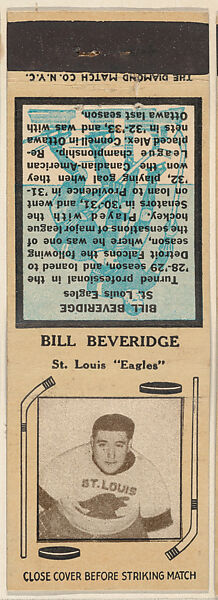 THE DIAMOND MATCH CO. N.Y.C.
BILL BEVERIDGE
St. Louis Eagles
Turned professional in the
'28-29 season, and loaned to
Detroit Falcons the following
season where he was one of
the sensations of major league
hockey. Played with the
Senators in '30-'31 and went
on loan to Providence in '31-
'32, playing goal when they
won the Canadian-American
League Championship. Re-
placed Alex. Connell in Ottawa
nets in '32-'33, and was with
Ottawa last season.
BILL BEVERIDGE
St. Louis "Eagles"
ST. LOUIS
CLOSE COVER BEFORE STRIKING MATCH